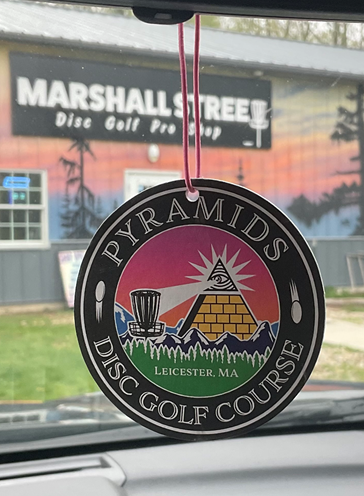 MARSHALL STREET
Disc Golf Pro Shop
PYRAMIDS
LEICESTER, MA
DISC GOLF COURSE